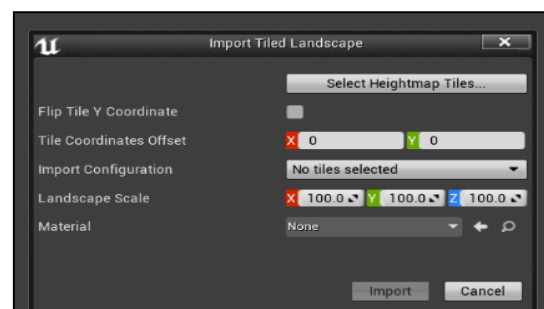 Import Tiled Landscape
Select Heightmap Tiles...
Flip Tile Y Coordinate
Tile Coordinates Offset X 0 Y 0
Import Configuration No tiles selected
Landscape Scale X 100.0 Y 100.0 Z 100.0
Material None
Import Cancel